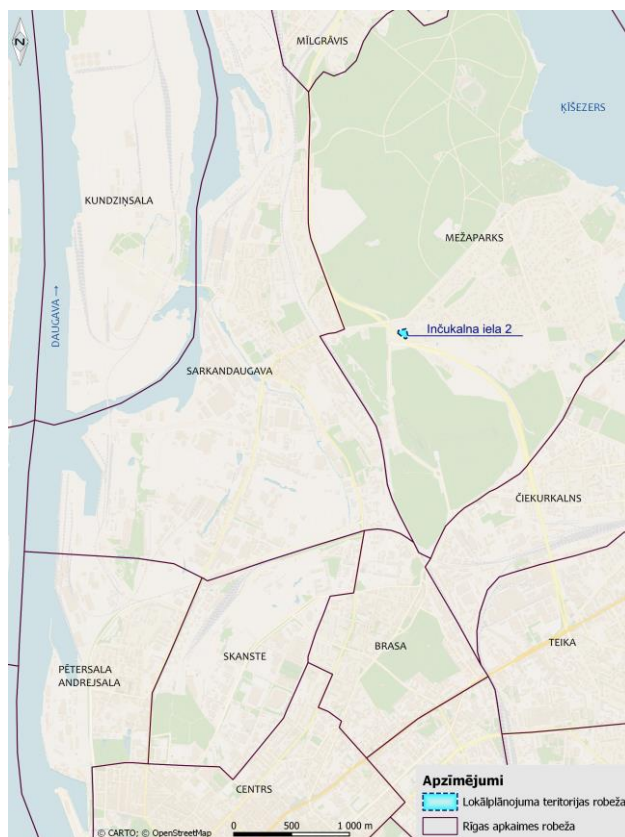 N
MĪLGRĀVIS
ĶĪŠEZERS
KUNDZIŅSALA
MEŽAPARKS
DAUGAVA →
Inčukalna iela 2
SARKANDAUGAVA
ČIEKURKALNS
TEIKA
BRASA
SKANSTE
PĒTERSALA
ANDREJSALA
CENTRS
Apzīmējumi
Lokālplānojuma teritorijas robeža
Rīgas apkaimes robeža
© CARTO; © OpenStreetMap
0 500 1 000 m